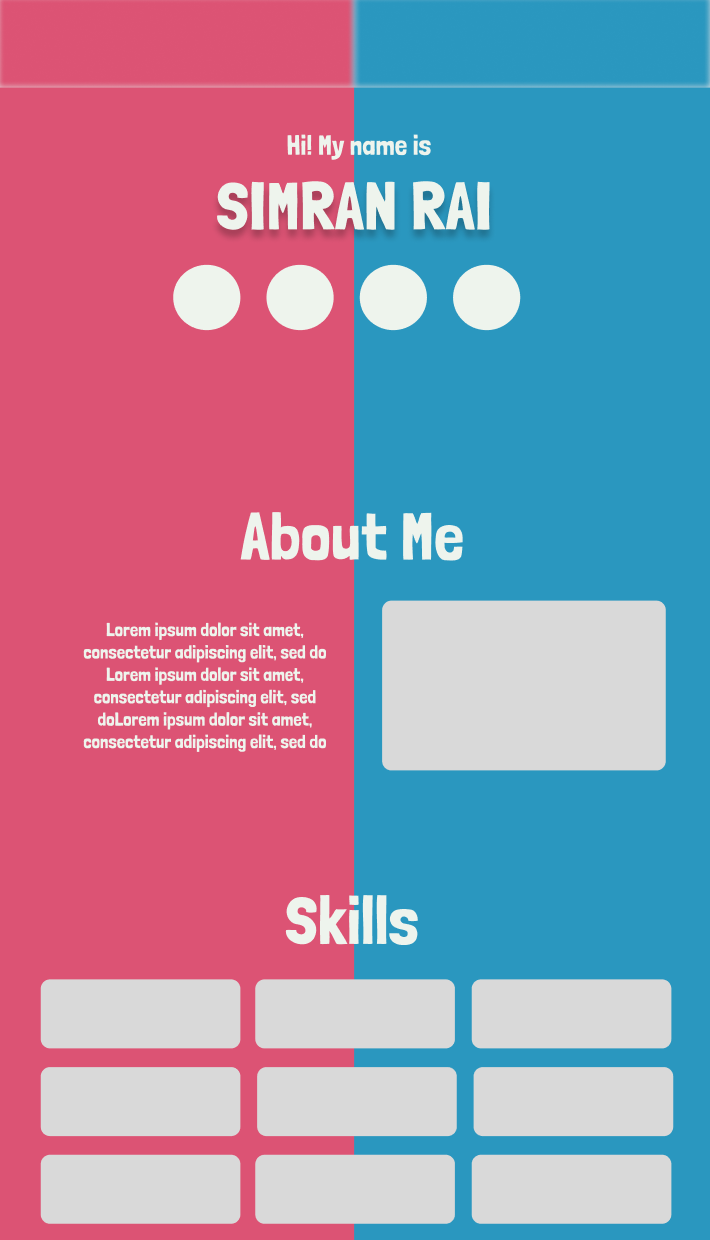 Hi! My name is
SIMRAN RAI
About Me
Lorem ipsum dolor sit amet,
consectetur adipiscing elit, sed do
Lorem ipsum dolor sit amet,
consectetur adipiscing elit, sed
doLorem ipsum dolor sit amet,
consectetur adipiscing elit, sed do
Skills